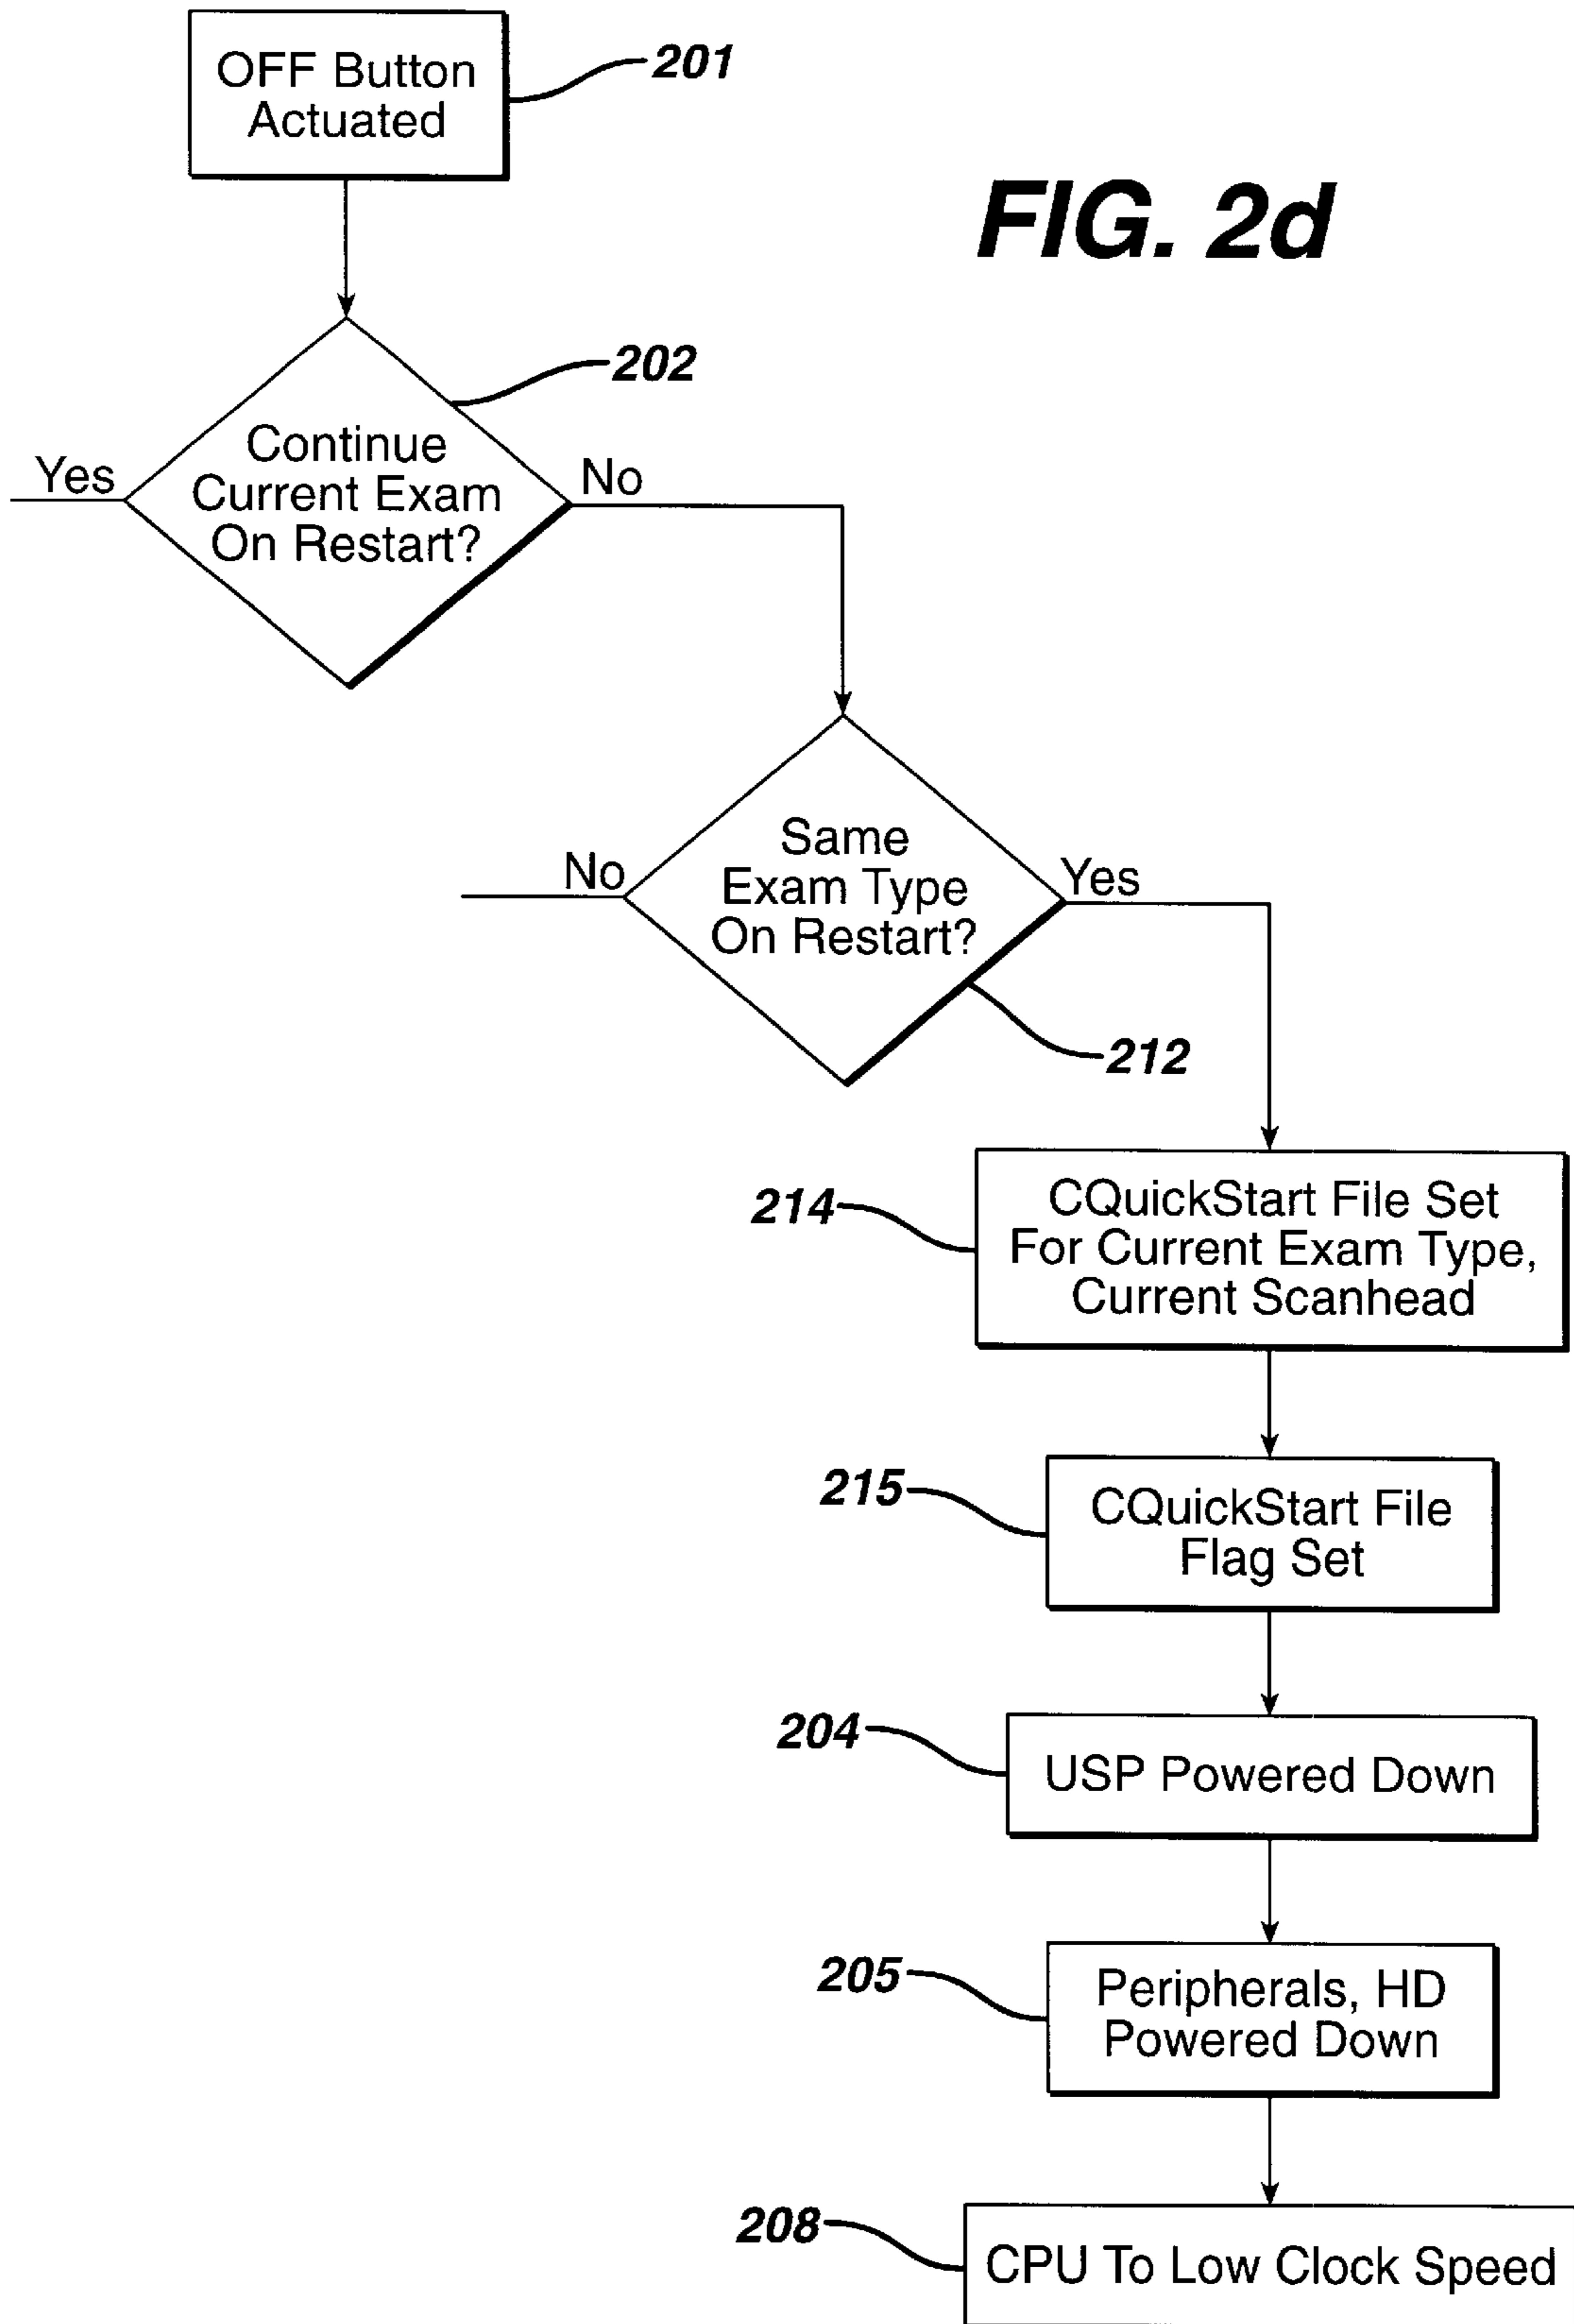 OFF Button
Actuated
201
FIG. 2d
202
Continue
Current Exam
On Restart?
Yes
No
Same
Exam Type
On Restart?
No
Yes
212
214
CQuickStart File Set
For Current Exam Type,
Current Scanhead
215
CQuickStart File
Flag Set
204
USP Powered Down
205
Peripherals, HD
Powered Down
208
CPU To Low Clock Speed